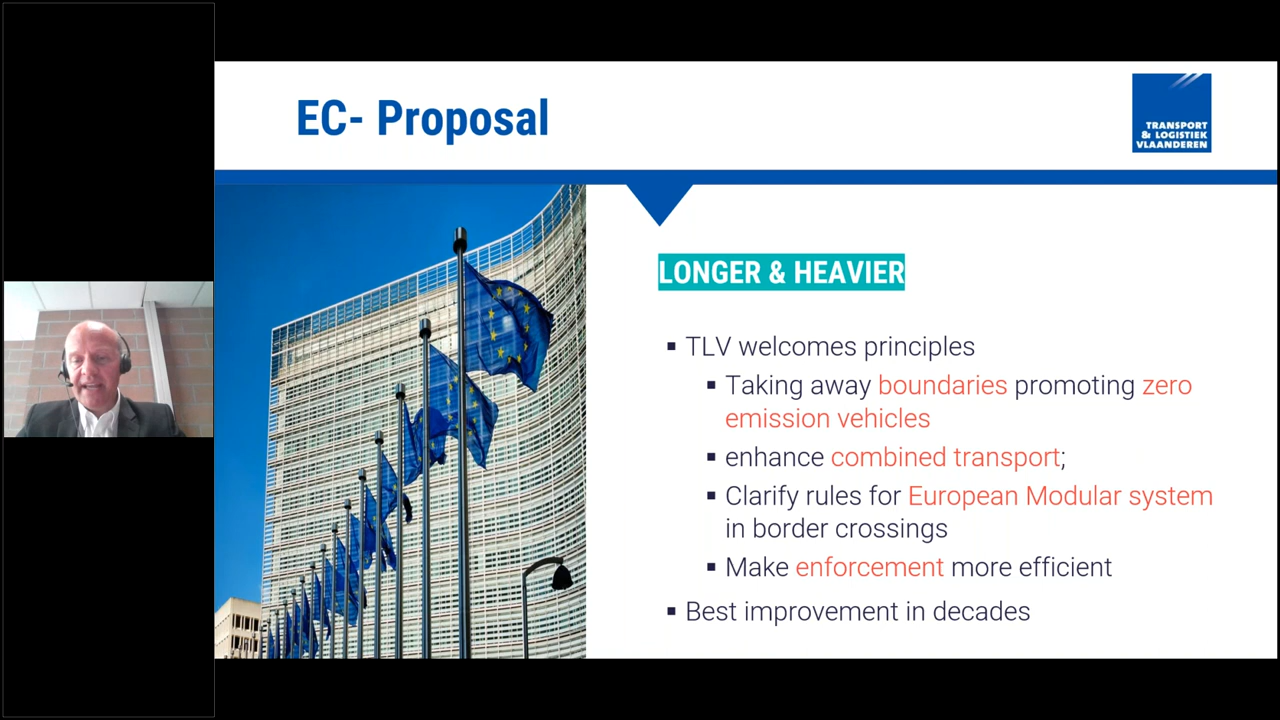 EC- Proposal
TRANSPORT
& LOGISTIEK
VLAANDEREN
LONGER & HEAVIER
▪ TLV welcomes principles
▪ Taking away boundaries promoting zero
emission vehicles
▪ enhance combined transport;
▪ Clarify rules for European Modular system
in border crossings
▪ Make enforcement more efficient
▪ Best improvement in decades